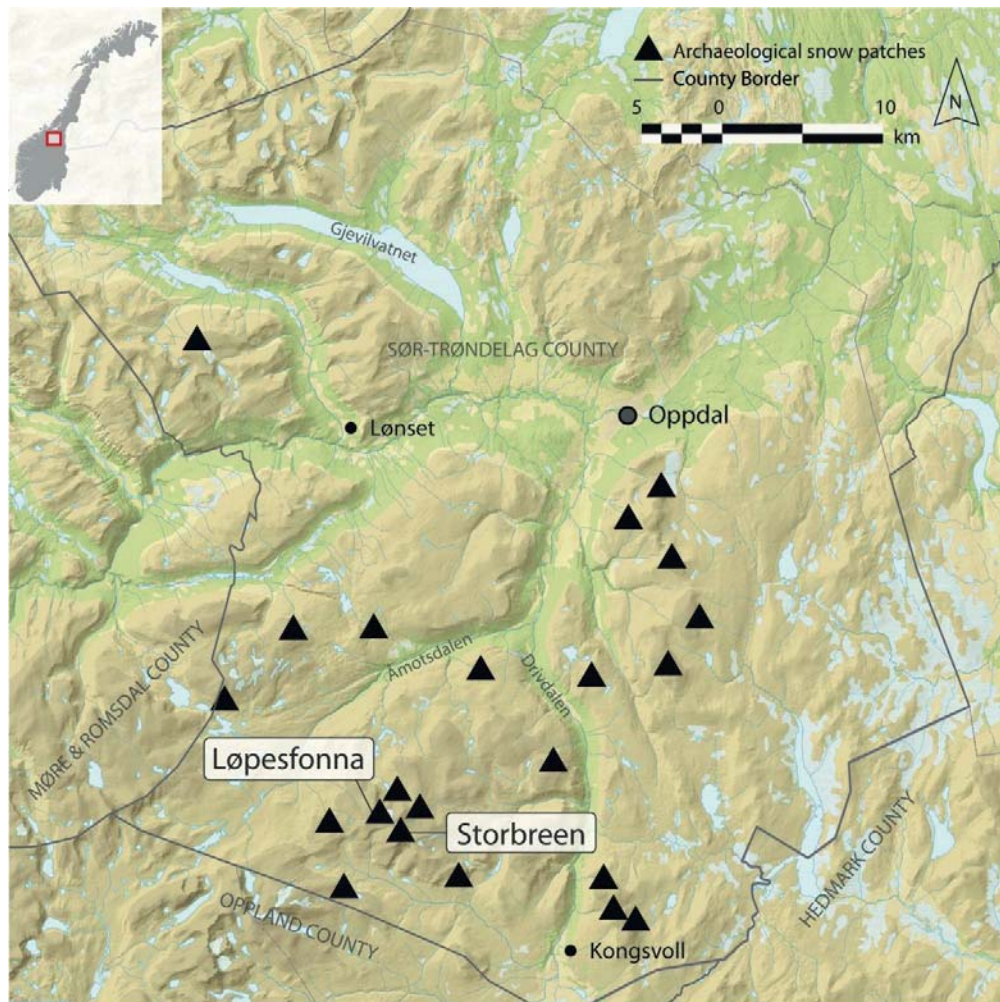 Archaeological snow patches
County Border
5 0 10
km
N
Gjevilvatnet
SØR-TRØNDELAG COUNTY
Lønset
Oppdal
MØRE & ROMSDAL COUNTY
Åmotsdalen
Drivdalen
Løpesfonna
Storbreen
OPPLAND COUNTY
HEDMARK COUNTY
Kongsvoll